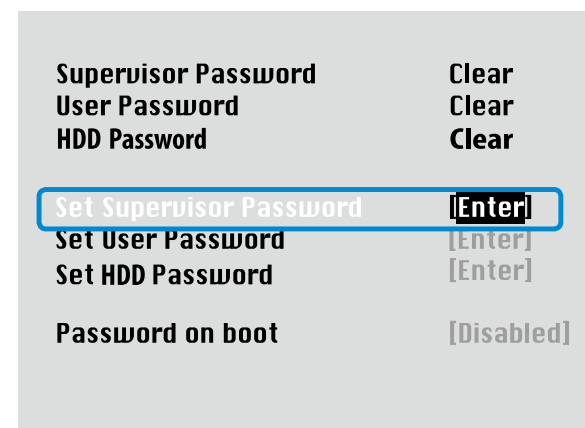 Supervisor Password Clear
User Password Clear
HDD Password Clear
Set Supervisor Password [Enter]
Set User Password [Enter]
Set HDD Password [Enter]
Password on boot [Disabled]